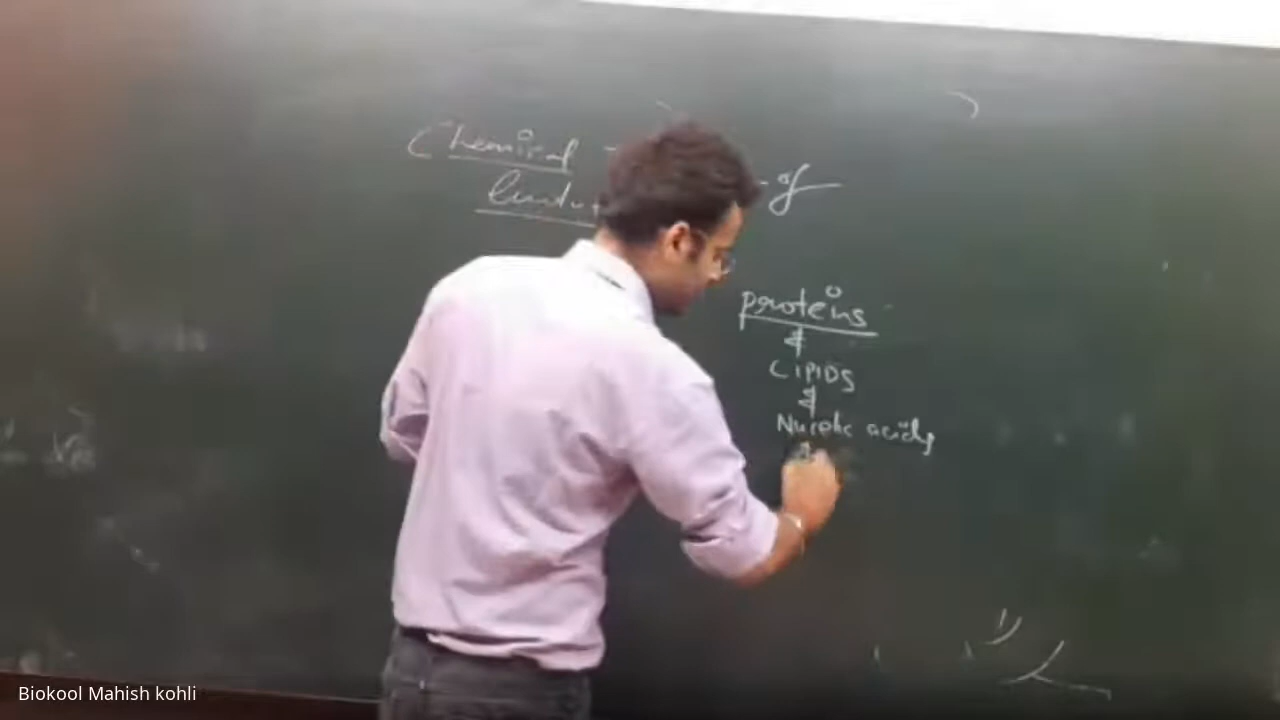 Chemical of
proteins
LIPIDS
Nucleic acids
Biokool Mahish kohli